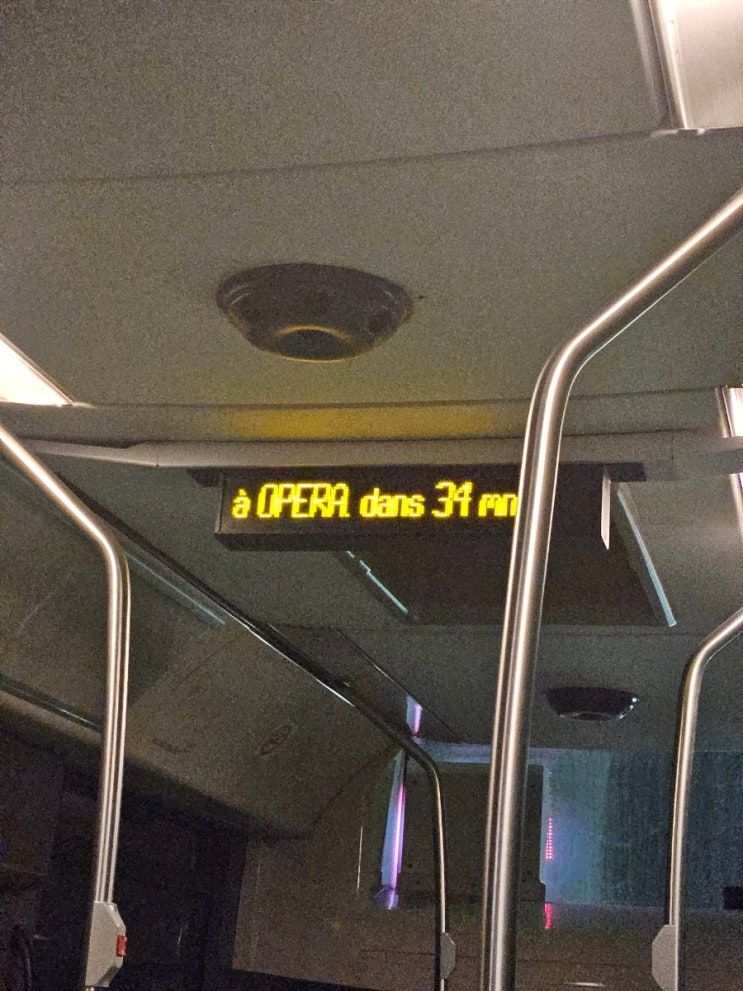 à OPERA. dans 34 mn